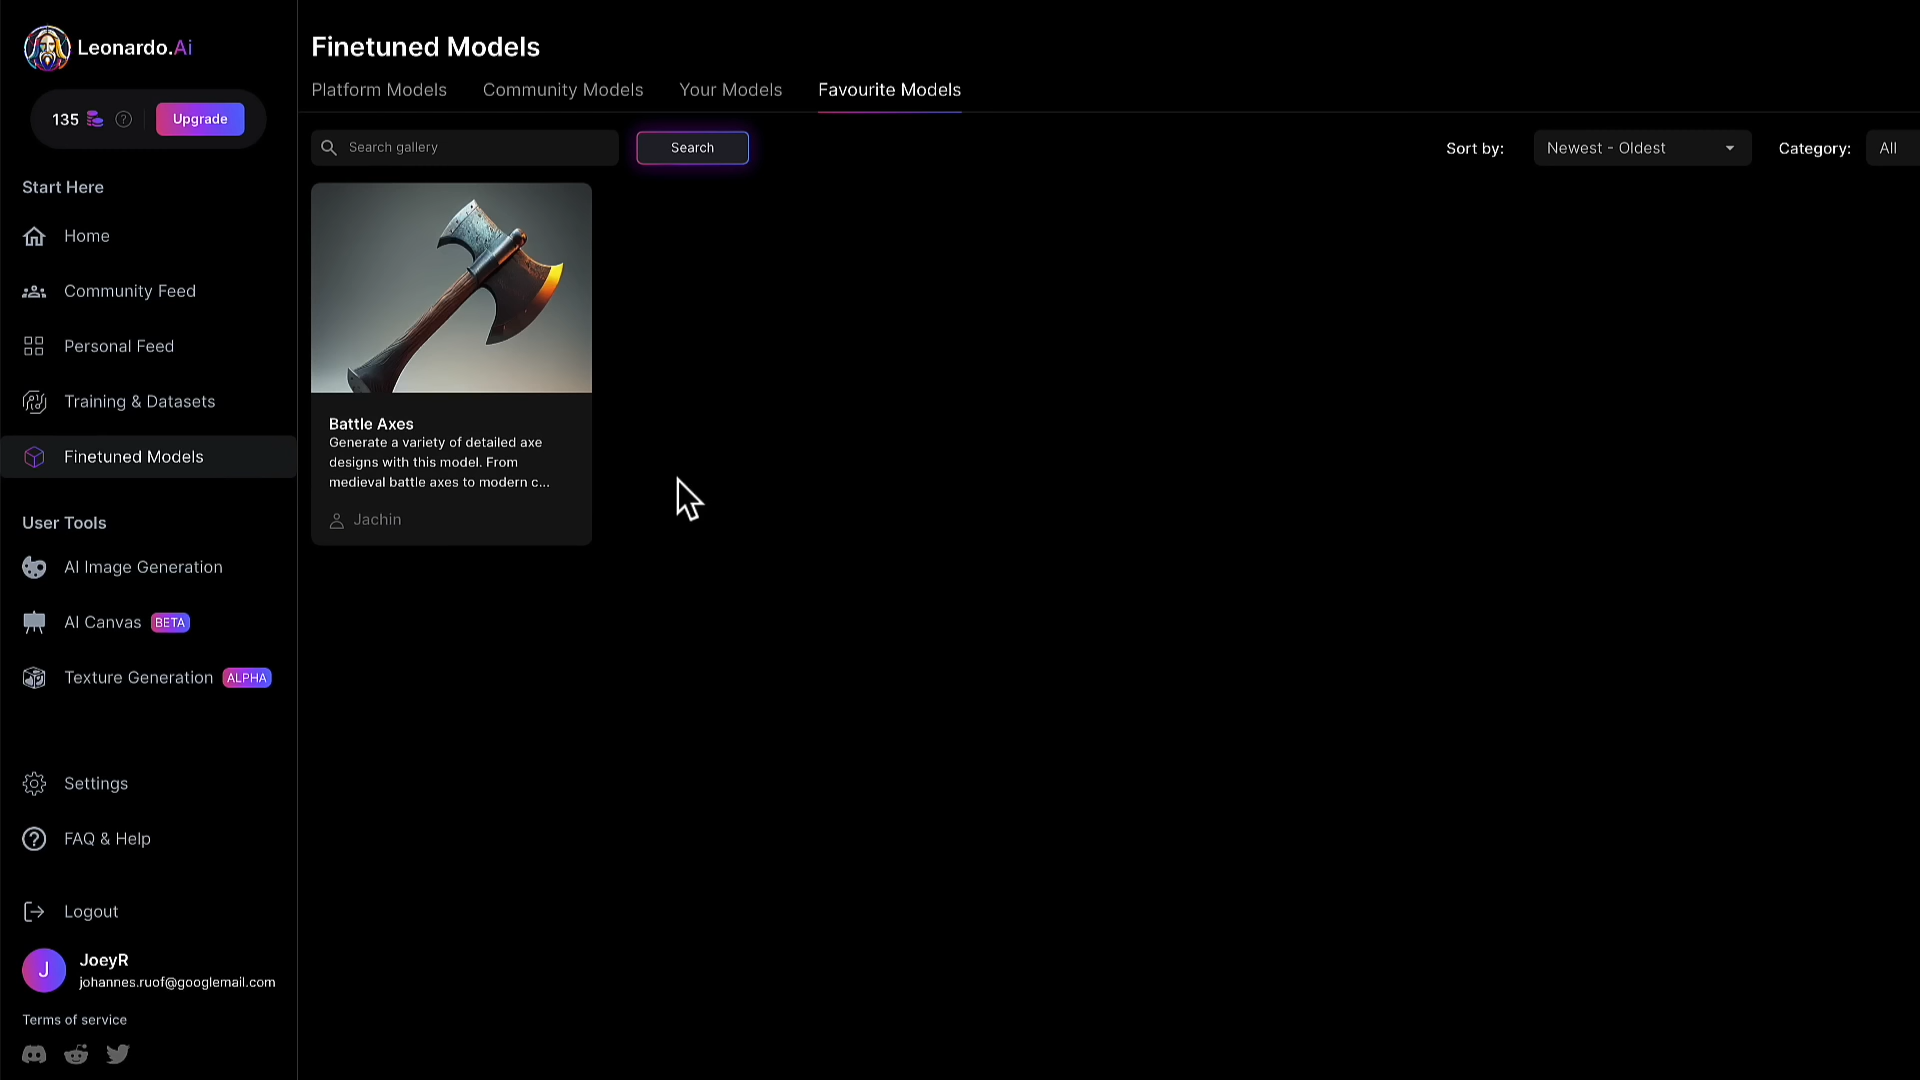 Leonardo.Ai
135
Upgrade
Start Here
Home
Community Feed
Personal Feed
Training & Datasets
Finetuned Models
User Tools
AI Image Generation
AI Canvas BETA
Texture Generation ALPHA
Settings
FAQ & Help
Logout
J
JoeyR
johannes.ruof@googlemail.com
Terms of service
Finetuned Models
Platform Models Community Models Your Models Favourite Models
Search gallery Search Sort by: Newest - Oldest Category: All
Battle Axes
Generate a variety of detailed axe
designs with this model. From
medieval battle axes to modern c...
Jachin